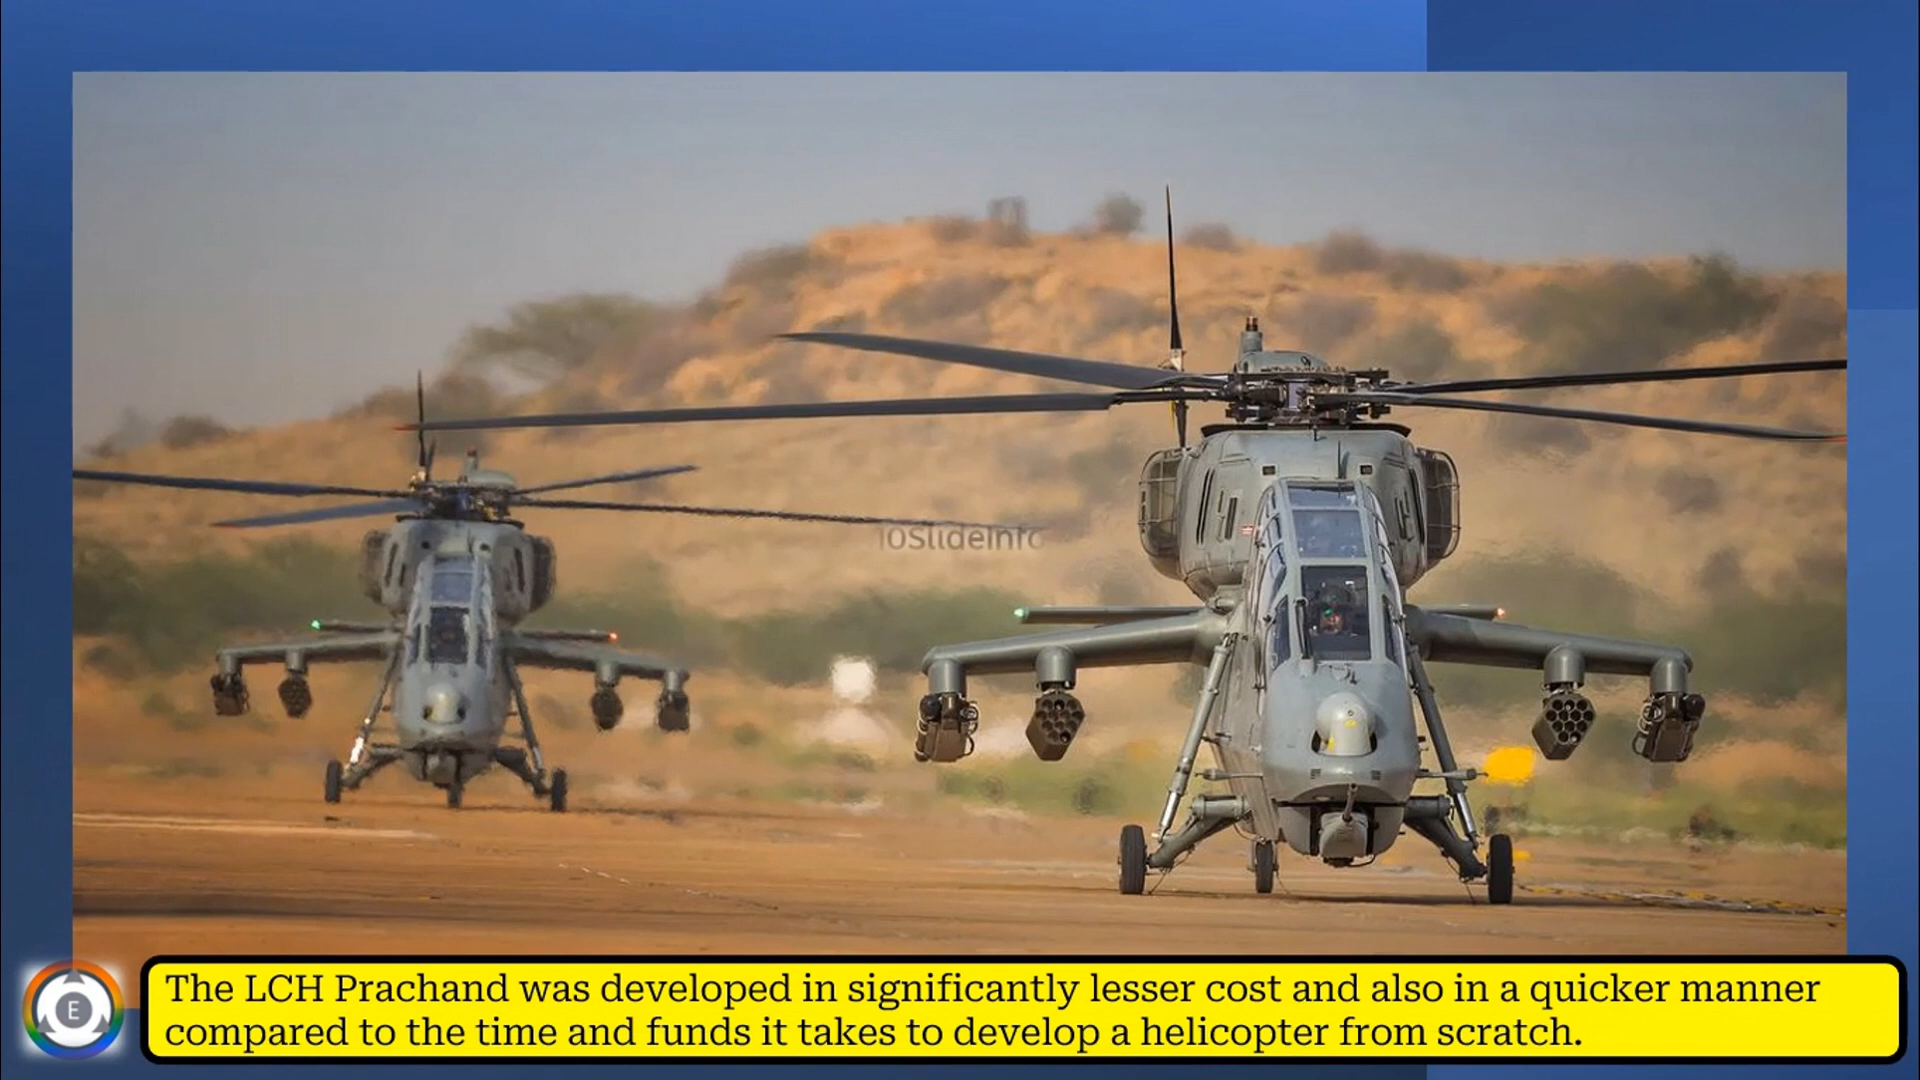 10SlideInfo
E
The LCH Prachand was developed in significantly lesser cost and also in a quicker manner
compared to the time and funds it takes to develop a helicopter from scratch.